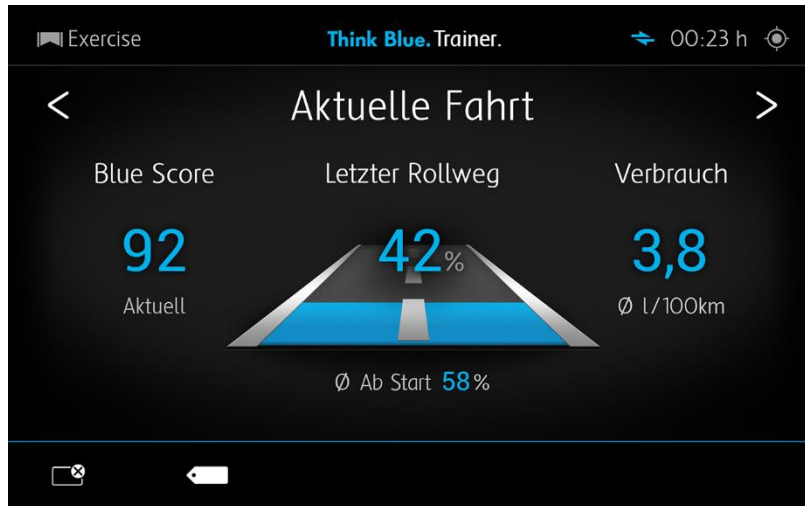 Exercise
Think Blue. Trainer.
00:23 h
< Aktuelle Fahrt >
Blue Score
Letzter Rollweg
Verbrauch
92
42%
3,8
Aktuell
Ø l/100km
Ø Ab Start 58%